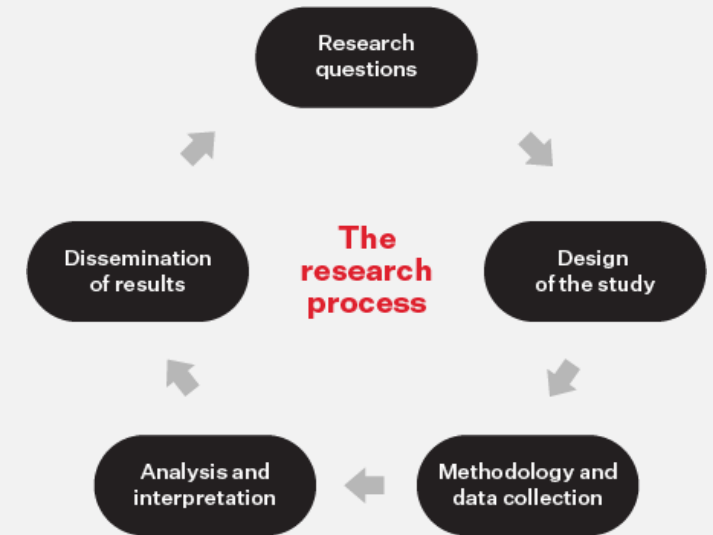 Research
questions
The
research
process
Design
of the study
Methodology and
data collection
Analysis and
interpretation
Dissemination
of results